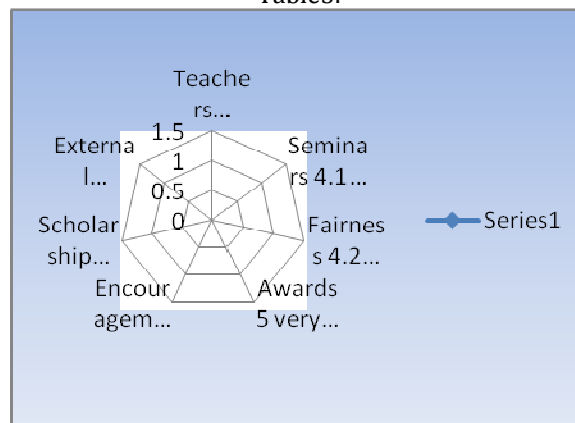 Tables.
Teache
rs...
1.5
1
0.5
0
Semina
rs 4.1...
Fairnes
s 4.2...
Awards
5 very...
Encour
agem...
Scholar
ship...
Externa
l...
Series1